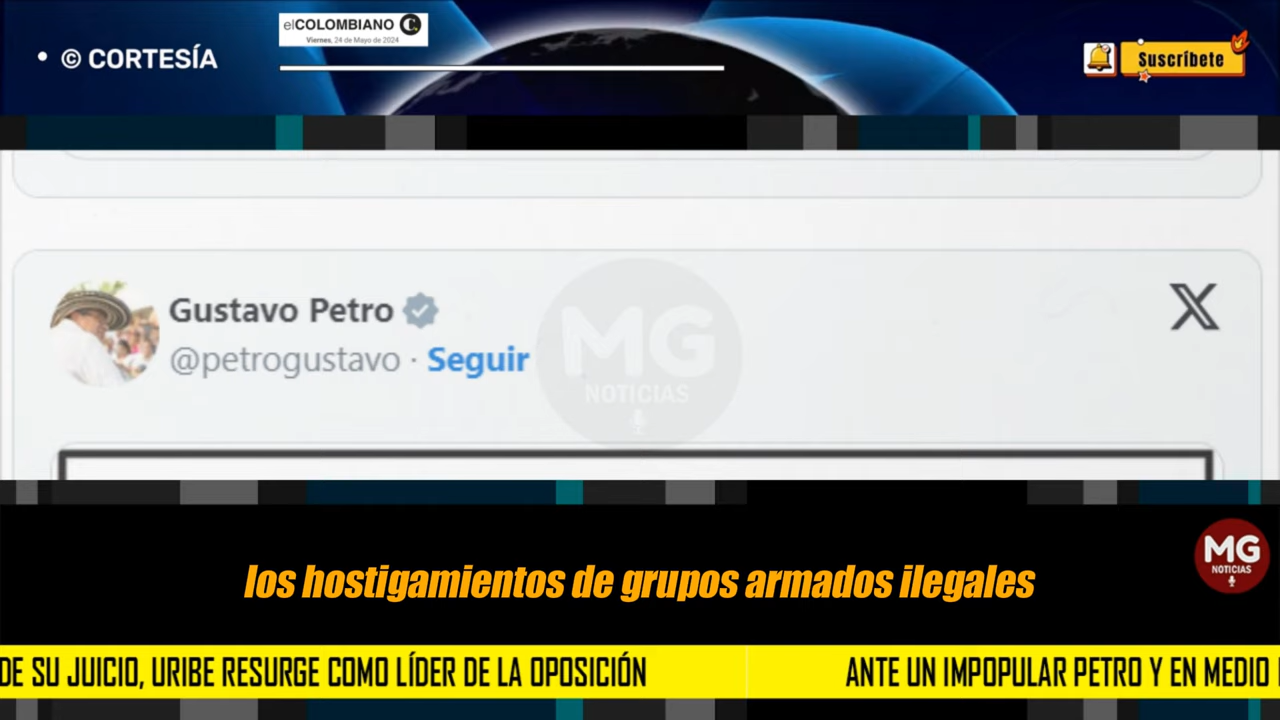 elCOLOMBIANO C
Viernes, 24 de Mayo de 2024
• © CORTESÍA
Suscríbete
Gustavo Petro
@petrogustavo · Seguir
X
MG
NOTICIAS
los hostigamientos de grupos armados ilegales
MG
NOTICIAS
DE SU JUICIO, URIBE RESURGE COMO LÍDER DE LA OPOSICIÓN ANTE UN IMPOPULAR PETRO Y EN MEDIO